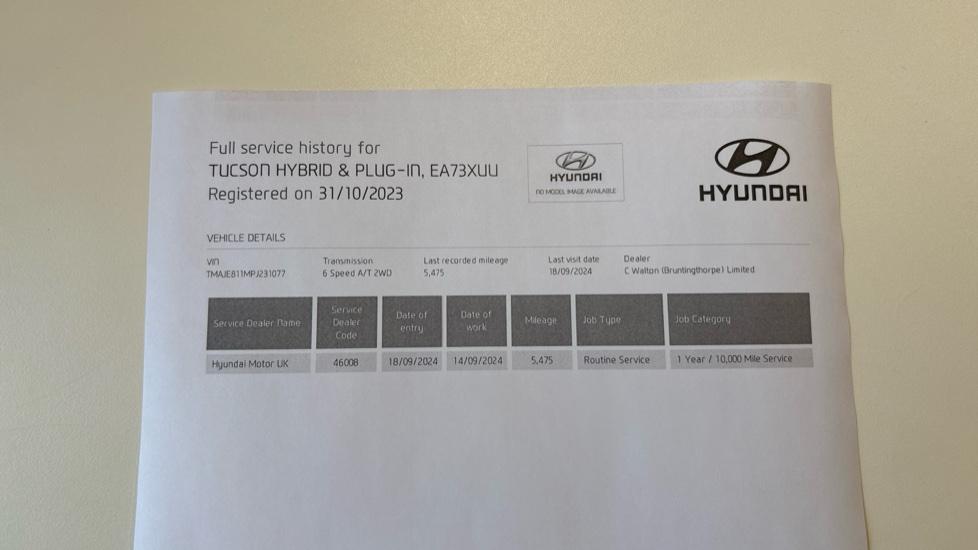 Full service history for
TUCSON HYBRID & PLUG-IN, EA73XUU
Registered on 31/10/2023
HYUNDAI
NO MODEL IMAGE AVAILABLE
HYUNDAI
VEHICLE DETAILS
VIN Transmission Last recorded mileage Last visit date Dealer
TMAJE811MPJ231077 6 Speed A/T 2WD 5,475 18/09/2024 C Walton (Bruntingthorpe) Limited
Service Dealer Name Service Dealer Code Date of entry Date of work Mileage Job Type Job Category
Hyundai Motor UK 46008 18/09/2024 14/09/2024 5,475 Routine Service 1 Year / 10,000 Mile Service